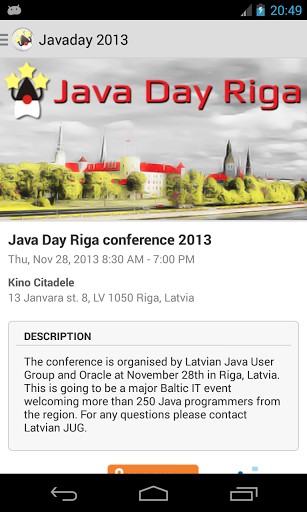 20:49
Javaday 2013
Java Day Riga
Java Day Riga conference 2013
Thu, Nov 28, 2013 8:30 AM - 7:00 PM
Kino Citadele
13 Janvara st. 8, LV 1050 Riga, Latvia
DESCRIPTION
The conference is organised by Latvian Java User
Group and Oracle at November 28th in Riga, Latvia.
This is going to be a major Baltic IT event
welcoming more than 250 Java programmers from
the region. For any questions please contact
Latvian JUG.